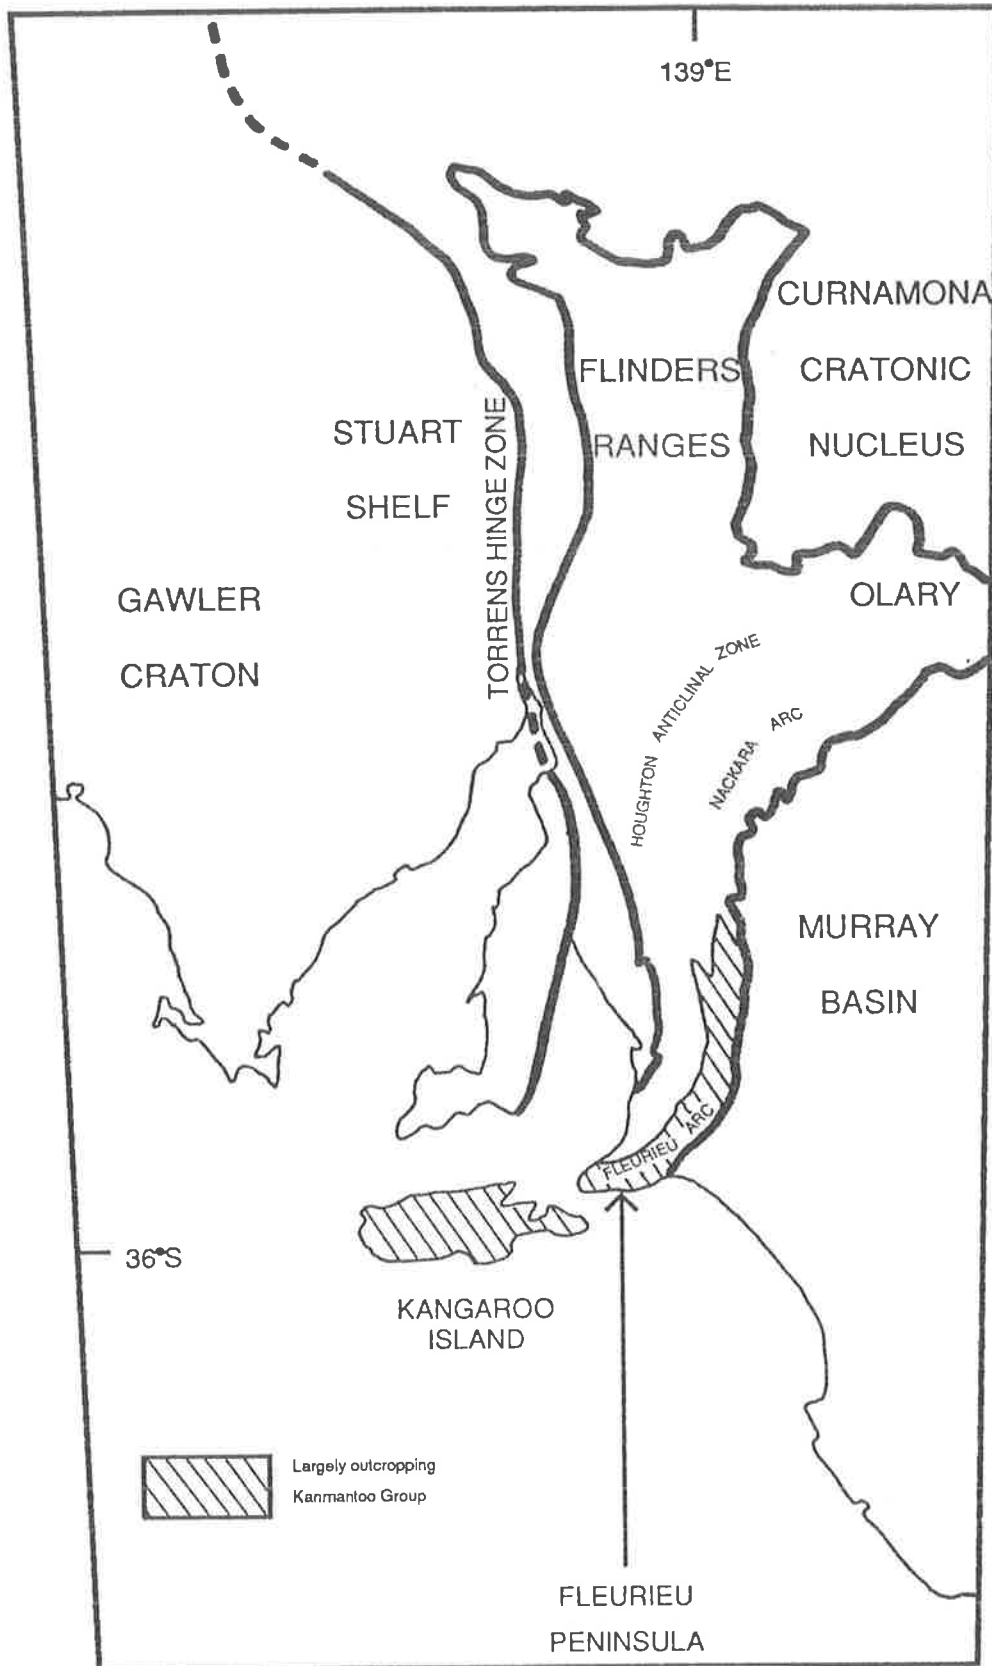 139°E
CURNAMONA
CRATONIC
NUCLEUS
FLINDERS
RANGES
STUART
SHELF
TORRENS HINGE ZONE
GAWLER
CRATON
OLARY
HOUGHTON ANTICLINAL ZONE
NACKARA ARC
MURRAY
BASIN
FLEURIEU ARC
36°S
KANGAROO
ISLAND
Largely outcropping
Kanmantoo Group
FLEURIEU
PENINSULA